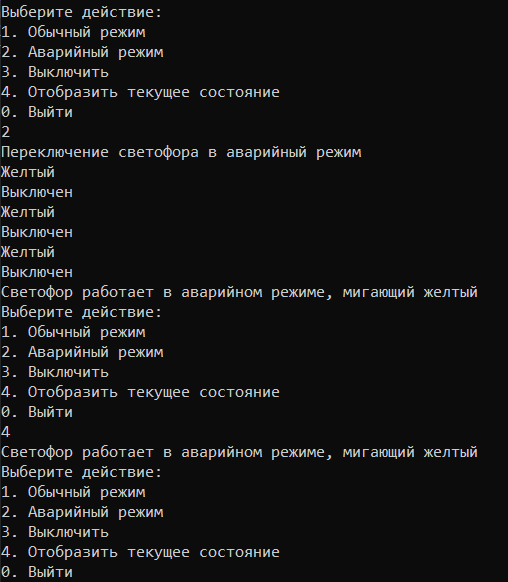 Выберите действие:
1. Обычный режим
2. Аварийный режим
3. Выключить
4. Отобразить текущее состояние
0. Выйти
2
Переключение светофора в аварийный режим
Желтый
Выключен
Желтый
Выключен
Желтый
Выключен
Светофор работает в аварийном режиме, мигающий желтый
Выберите действие:
1. Обычный режим
2. Аварийный режим
3. Выключить
4. Отобразить текущее состояние
0. Выйти
4
Светофор работает в аварийном режиме, мигающий желтый
Выберите действие:
1. Обычный режим
2. Аварийный режим
3. Выключить
4. Отобразить текущее состояние
0. Выйти